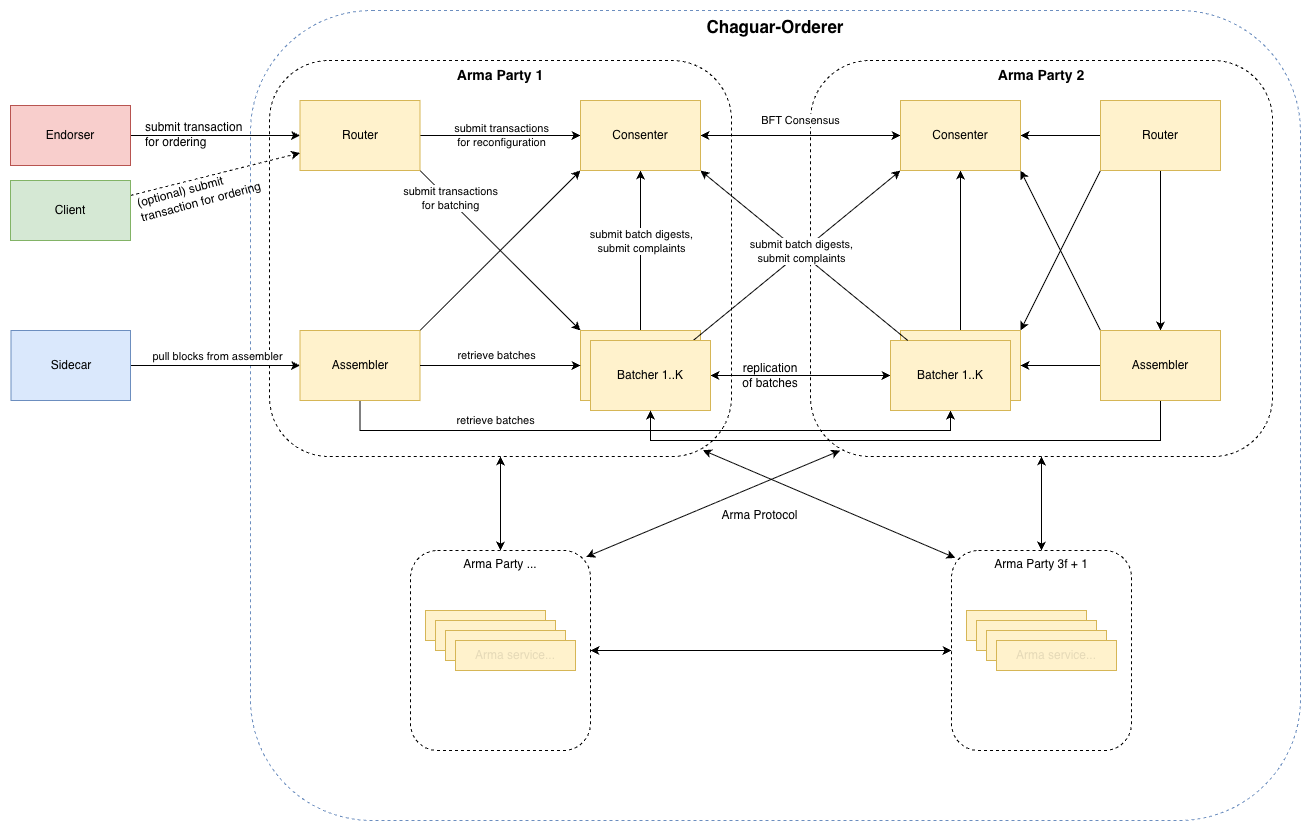 Chaguar-Orderer
Arma Party 1
Arma Party 2
Endorser
submit transaction
for ordering
Router
submit transactions
for reconfiguration
Consenter
BFT Consensus
Consenter
Router
Client
(optional) submit
transaction for ordering
submit transactions
for batching
submit batch digests,
submit complaints
submit batch digests,
submit complaints
Sidecar
pull blocks from assembler
Assembler
retrieve batches
Batcher 1..K
replication
of batches
Batcher 1..K
Assembler
retrieve batches
Arma Protocol
Arma Party ...
Arma Party 3f + 1
Arma service...
Arma service...